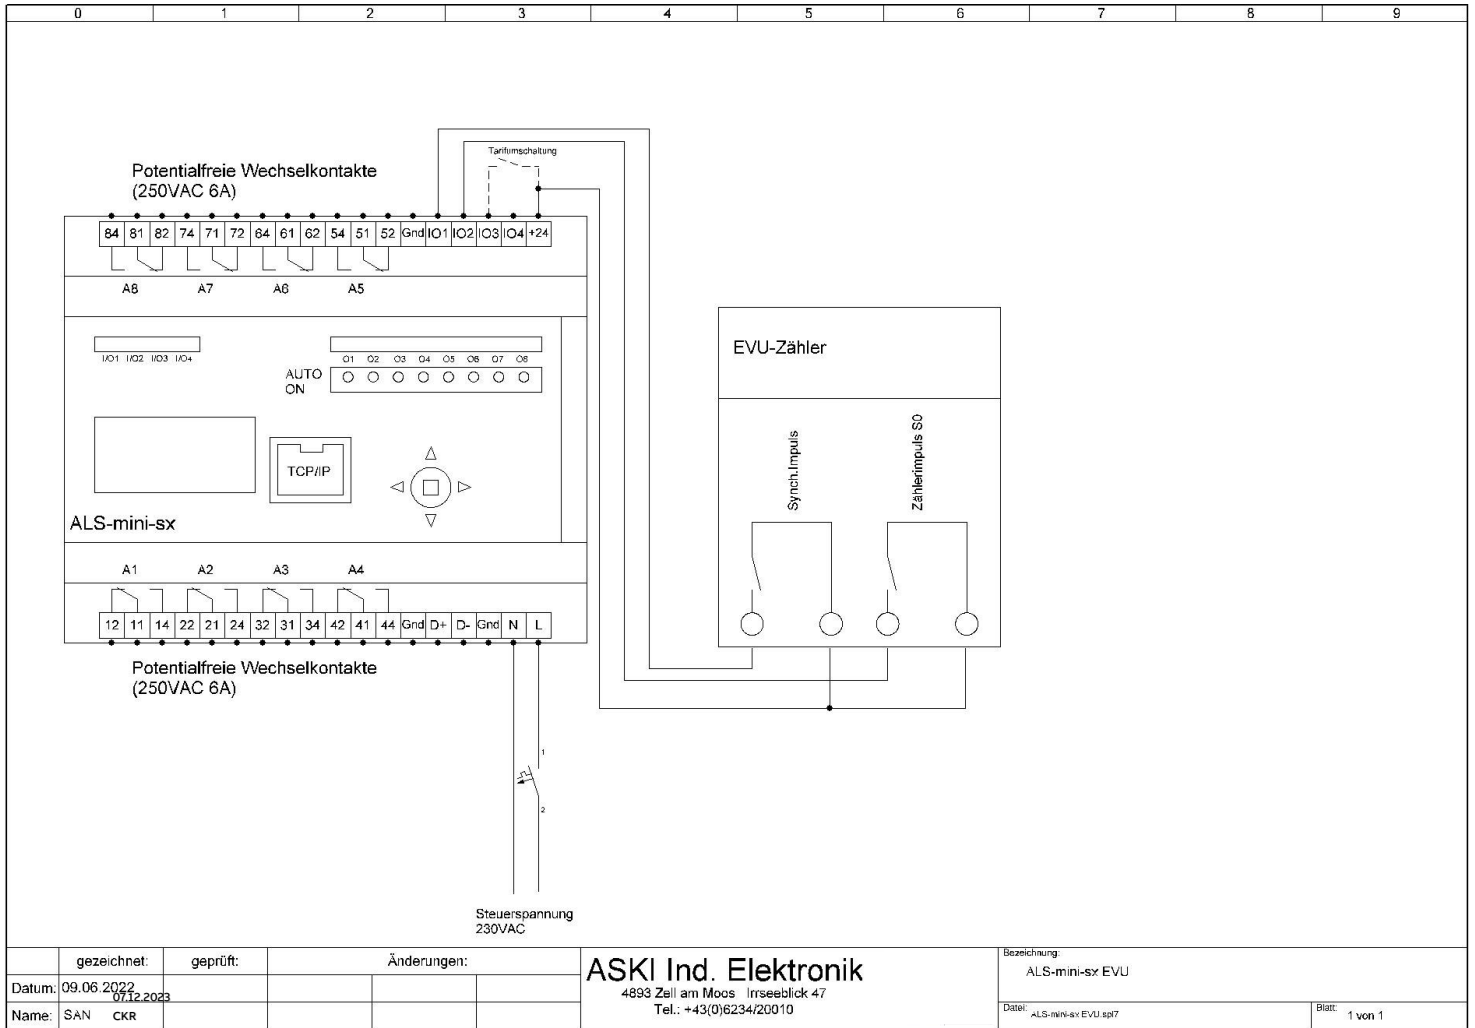 0 1 2 3 4 5 6 7 8 9
Tarifumschaltung
Potentialfreie Wechselkontakte
(250VAC 6A)
84 81 82 74 71 72 64 61 62 54 51 52 Gnd IO1 IO2 IO3 IO4 +24
A8 A7 A6 A5
I/O1 I/O2 I/O3 I/O4
O1 O2 O3 O4 O5 O6 O7 O8
AUTO
ON
TCP/IP
ALS-mini-sx
A1 A2 A3 A4
12 11 14 22 21 24 32 31 34 42 41 44 Gnd D+ D- Gnd N L
Potentialfreie Wechselkontakte
(250VAC 6A)
1
2
Steuerspannung
230VAC
EVU-Zähler
Synch.Impuls
Zählerimpuls S0
gezeichnet: geprüft: Änderungen:
Datum: 09.06.2022
07.12.2023
Name: SAN CKR
ASKI Ind. Elektronik
4893 Zell am Moos Irrseeblick 47
Tel.: +43(0)6234/20010
Bezeichnung:
ALS-mini-sx EVU
Datei: ALS-mini-sx EVU.spl7
Blatt: 1 von 1